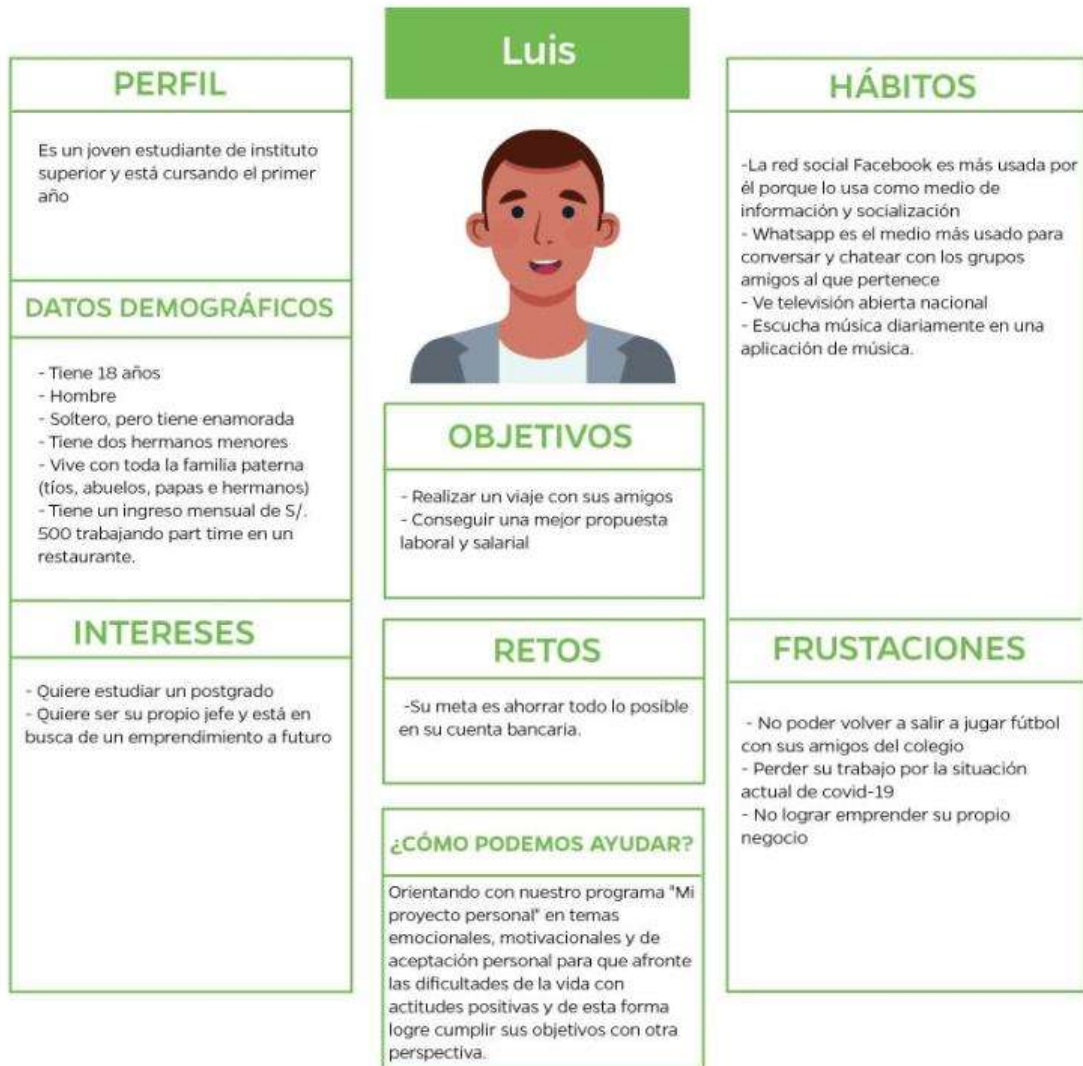 Luis
PERFIL
Es un joven estudiante de instituto
superior y está cursando el primer
año
DATOS DEMOGRÁFICOS
- Tiene 18 años
- Hombre
- Soltero, pero tiene enamorada
- Tiene dos hermanos menores
- Vive con toda la familia paterna
(tíos, abuelos, papas e hermanos)
- Tiene un ingreso mensual de S/.
500 trabajando part time en un
restaurante.
INTERESES
- Quiere estudiar un postgrado
- Quiere ser su propio jefe y está en
busca de un emprendimiento a futuro
OBJETIVOS
- Realizar un viaje con sus amigos
- Conseguir una mejor propuesta
laboral y salarial
RETOS
-Su meta es ahorrar todo lo posible
en su cuenta bancaria.
¿CÓMO PODEMOS AYUDAR?
Orientando con nuestro programa "Mi
proyecto personal" en temas
emocionales, motivacionales y de
aceptación personal para que afronte
las dificultades de la vida con
actitudes positivas y de esta forma
logre cumplir sus objetivos con otra
perspectiva.
HÁBITOS
-La red social Facebook es más usada por
él porque lo usa como medio de
información y socialización
- Whatsapp es el medio más usado para
conversar y chatear con los grupos
amigos al que pertenece
- Ve televisión abierta nacional
- Escucha música diariamente en una
aplicación de música.
FRUSTACIONES
- No poder volver a salir a jugar fútbol
con sus amigos del colegio
- Perder su trabajo por la situación
actual de covid-19
- No lograr emprender su propio
negocio